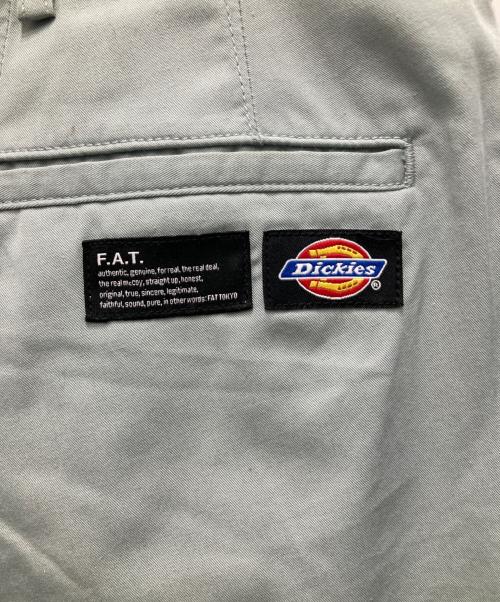 F.A.T.
authentic, genuine, for real, the real deal,
the real mccoy, straight up, honest,
original, true, sincere, legitimate,
faithful, sound, pure, in other words: FAT TOKYO
Dickies
®